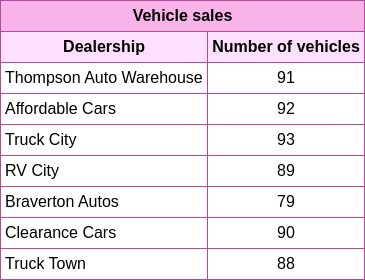 Vehicle sales
Dealership Number of vehicles
Thompson Auto Warehouse 91
Affordable Cars 92
Truck City 93
RV City 89
Braverton Autos 79
Clearance Cars 90
Truck Town 88